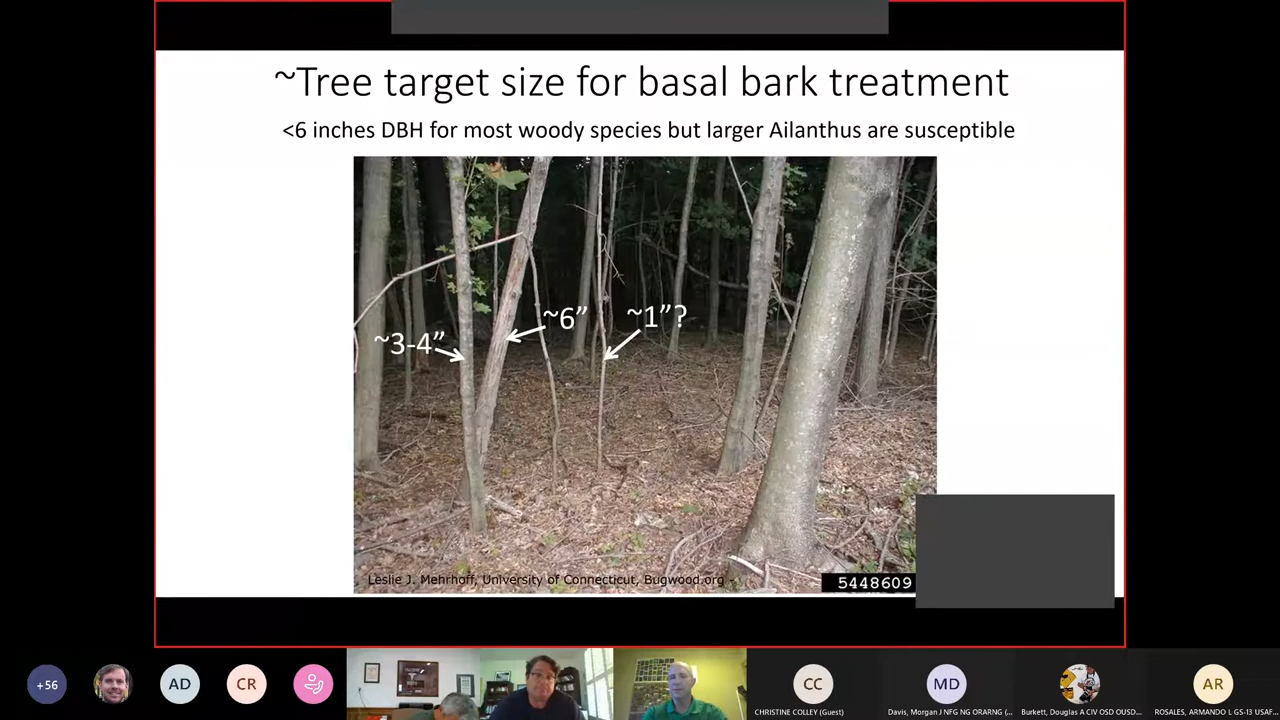 ~Tree target size for basal bark treatment
<6 inches DBH for most woody species but larger Ailanthus are susceptible
~3-4”
~6”
~1”?
Leslie J. Mehrhoff, University of Connecticut, Bugwood.org -
5448609
+56
AD
CR
CC
MD
AR
CHRISTINE COLLEY (Guest)
Davis, Morgan J NFG NG ORARNG (...
Burkett, Douglas A CIV OSD OUSD...
ROSALES, ARMANDO L GS-13 USAF...